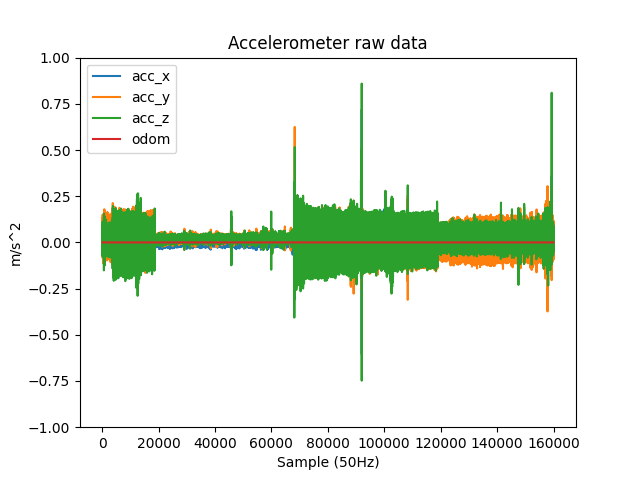 Accelerometer raw data
acc_x
acc_y
acc_z
odom
1.00
0.75
0.50
0.25
0.00
−0.25
−0.50
−0.75
−1.00
m/s^2
0 20000 40000 60000 80000 100000 120000 140000 160000
Sample (50Hz)